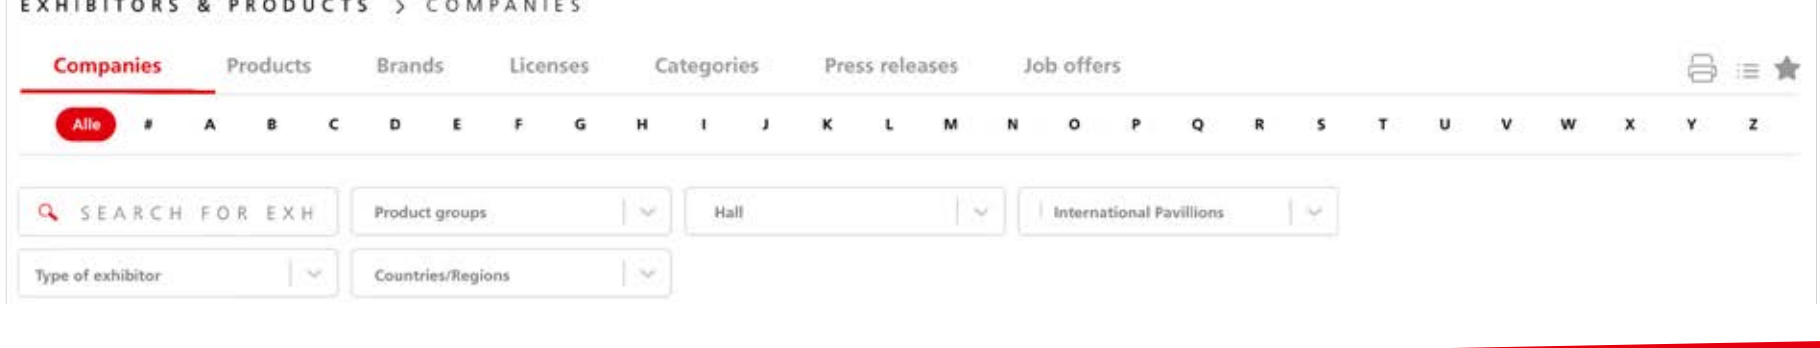 EXHIBITORS & PRODUCTS > COMPANIES
Companies Products Brands Licenses Categories Press releases Job offers
Alle # A B C D E F G H I J K L M N O P Q R S T U V W X Y Z
SEARCH FOR EXH Product groups Hall International Pavillions
Type of exhibitor Countries/Regions